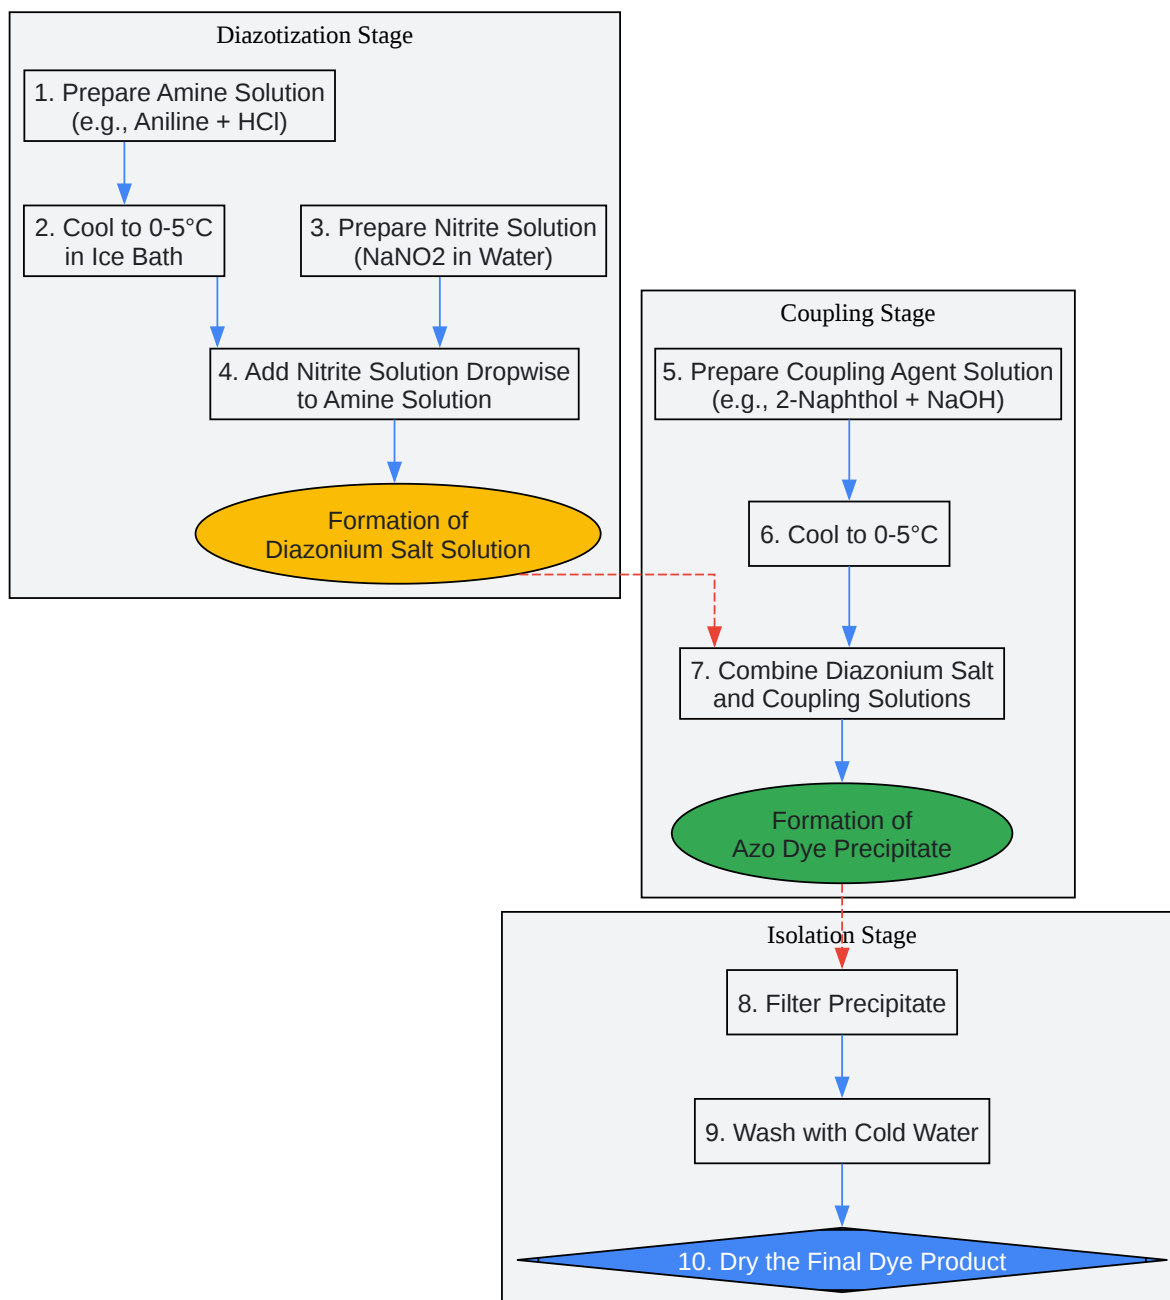 Diazotization Stage
1. Prepare Amine Solution
(e.g., Aniline + HCl)
2. Cool to 0-5°C
in Ice Bath
3. Prepare Nitrite Solution
(NaNO2 in Water)
4. Add Nitrite Solution Dropwise
to Amine Solution
Formation of
Diazonium Salt Solution
Coupling Stage
5. Prepare Coupling Agent Solution
(e.g., 2-Naphthol + NaOH)
6. Cool to 0-5°C
7. Combine Diazonium Salt
and Coupling Solutions
Formation of
Azo Dye Precipitate
Isolation Stage
8. Filter Precipitate
9. Wash with Cold Water
10. Dry the Final Dye Product